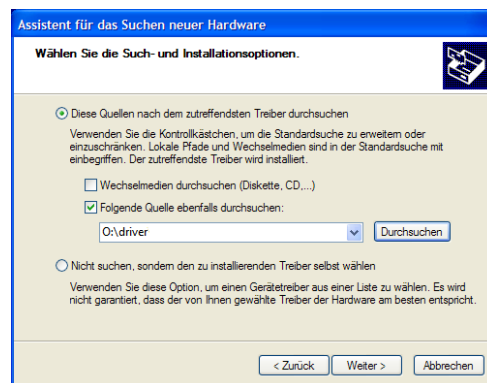 Assistent für das Suchen neuer Hardware
Wählen Sie die Such- und Installationsoptionen.
Diese Quellen nach dem zutreffendsten Treiber durchsuchen
Verwenden Sie die Kontrollkästchen, um die Standardsuche zu erweitern oder
einzuschränken. Lokale Pfade und Wechselmedien sind in der Standardsuche mit
einbegriffen. Der zutreffendste Treiber wird installiert.
Wechselmedien durchsuchen (Diskette, CD,...)
Folgende Quelle ebenfalls durchsuchen:
O:\driver
Durchsuchen
Nicht suchen, sondern den zu installierenden Treiber selbst wählen
Verwenden Sie diese Option, um einen Gerätetreiber aus einer Liste zu wählen. Es wird
nicht garantiert, dass der von Ihnen gewählte Treiber der Hardware am besten entspricht.
< Zurück Weiter > Abbrechen